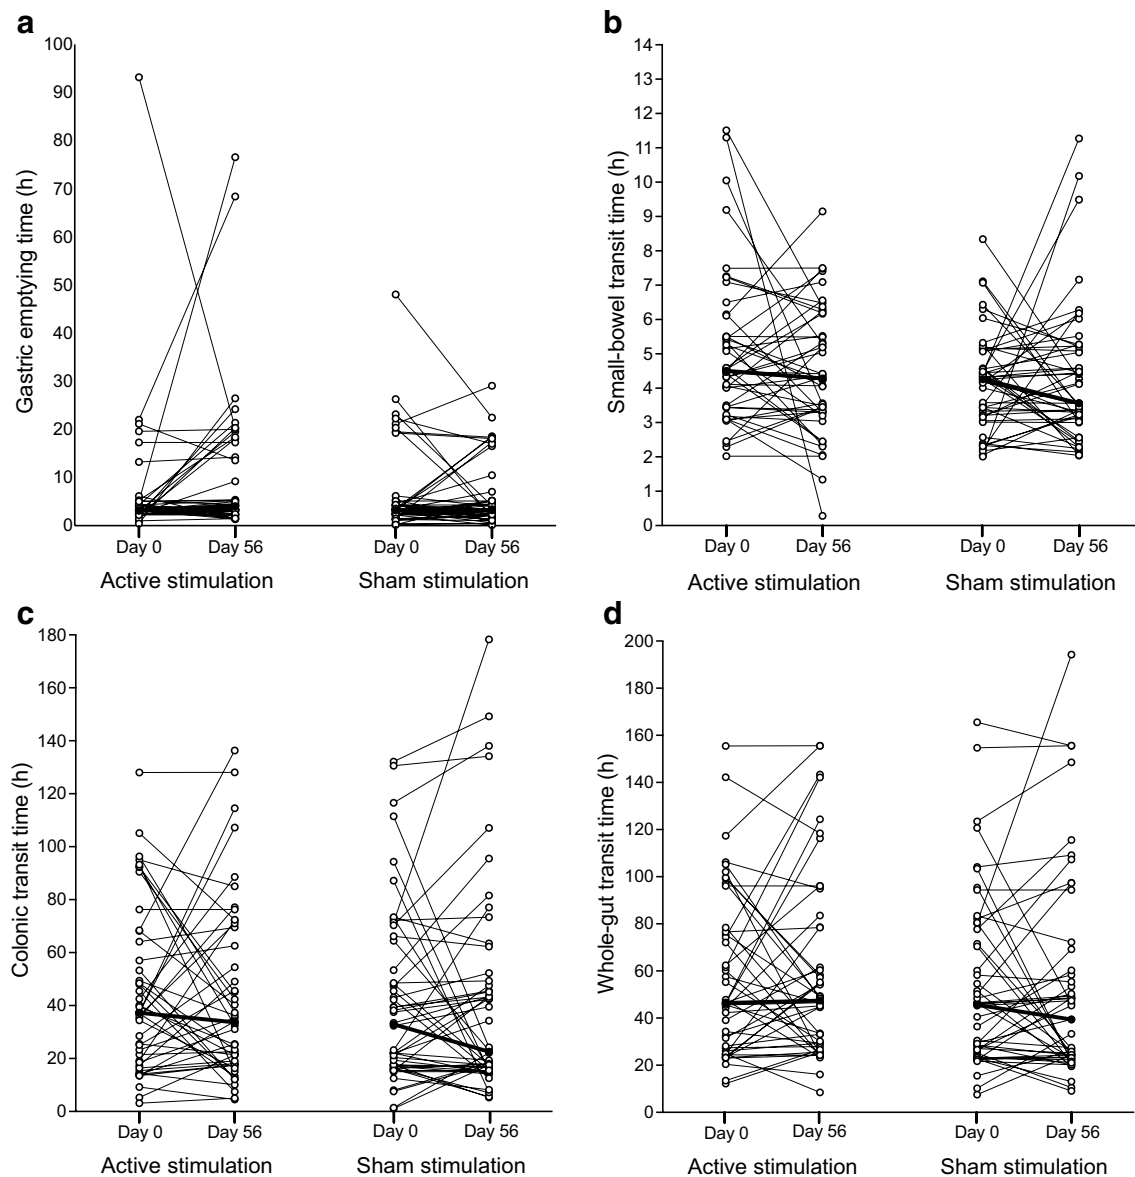 a
Gastric emptying time (h)
100
90
80
70
60
50
40
30
20
10
0
Day 0 Day 56 Day 0 Day 56
Active stimulation Sham stimulation
b
Small-bowel transit time (h)
14
13
12
11
10
9
8
7
6
5
4
3
2
1
0
Day 0 Day 56 Day 0 Day 56
Active stimulation Sham stimulation
c
Colonic transit time (h)
180
160
140
120
100
80
60
40
20
0
Day 0 Day 56 Day 0 Day 56
Active stimulation Sham stimulation
d
Whole-gut transit time (h)
200
180
160
140
120
100
80
60
40
20
0
Day 0 Day 56 Day 0 Day 56
Active stimulation Sham stimulation